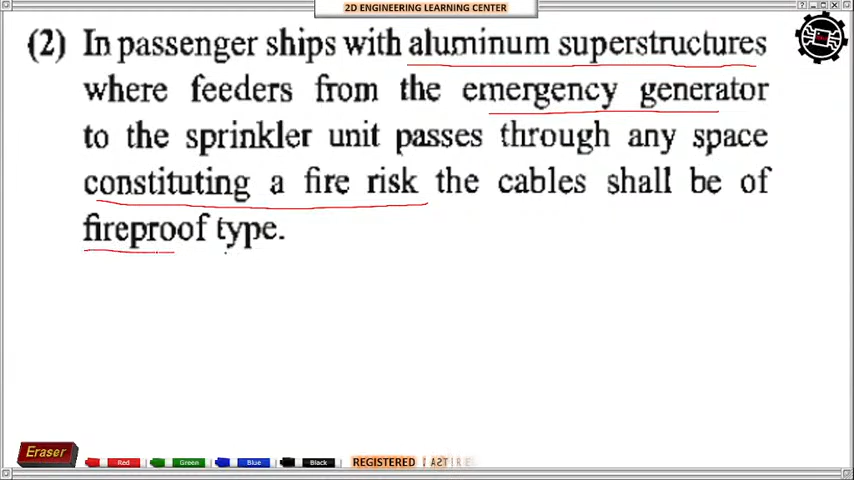 2D ENGINEERING LEARNING CENTER
(2) In passenger ships with aluminum superstructures
where feeders from the emergency generator
to the sprinkler unit passes through any space
constituting a fire risk the cables shall be of
fireproof type.
Eraser
Red Green Blue Black REGISTERED